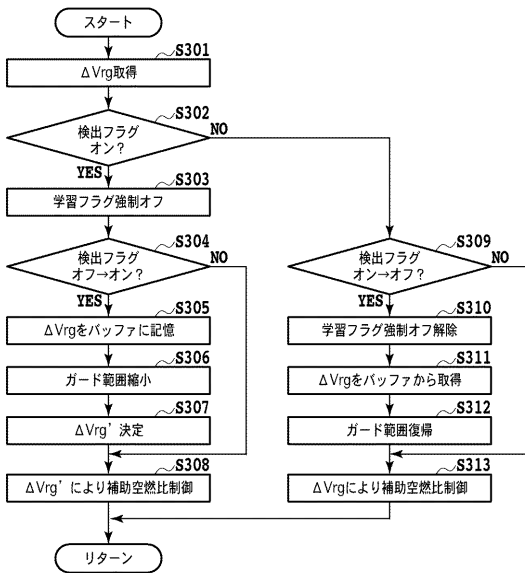 スタート
S301
ΔVrg取得
S302
検出フラグ
オン?
NO
YES
S303
学習フラグ強制オフ
S304
検出フラグ
オフ→オン?
NO
YES
S305
ΔVrgをバッファに記憶
S306
ガード範囲縮小
S307
ΔVrg'決定
S308
ΔVrg'により補助空燃比制御
S309
検出フラグ
オン→オフ?
NO
YES
S310
学習フラグ強制オフ解除
S311
ΔVrgをバッファから取得
S312
ガード範囲復帰
S313
ΔVrgにより補助空燃比制御
リターン